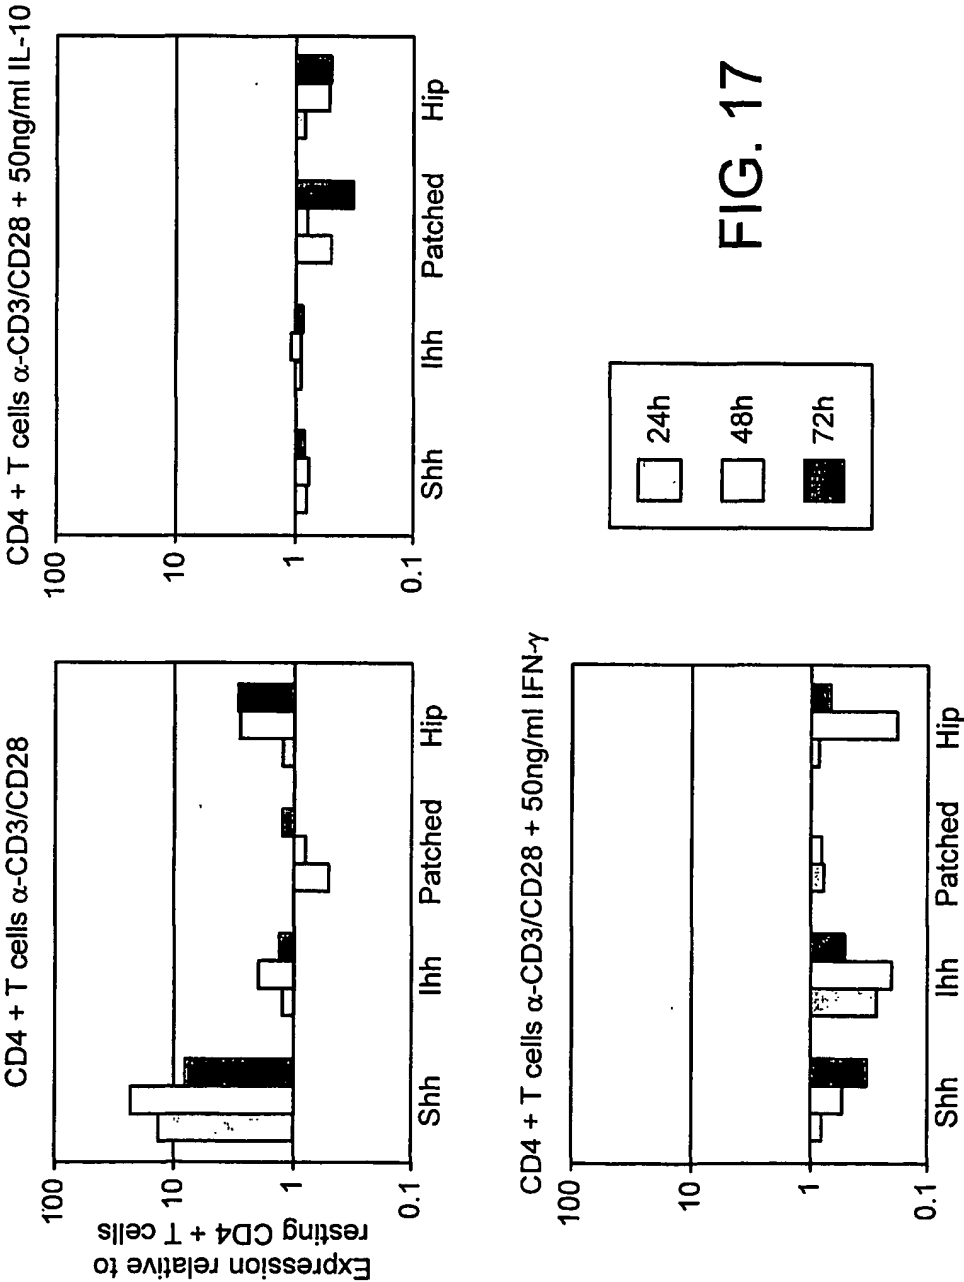 CD4 + T cells α-CD3/CD28
Expression relative to
resting CD4 + T cells
100
10
1
0.1
Shh Ihh Patched Hip
CD4 + T cells α-CD3/CD28 + 50ng/ml IL-10
100
10
1
0.1
Shh Ihh Patched Hip
CD4 + T cells α-CD3/CD28 + 50ng/ml IFN-γ
100
10
1
0.1
Shh Ihh Patched Hip
24h
48h
72h
FIG. 17